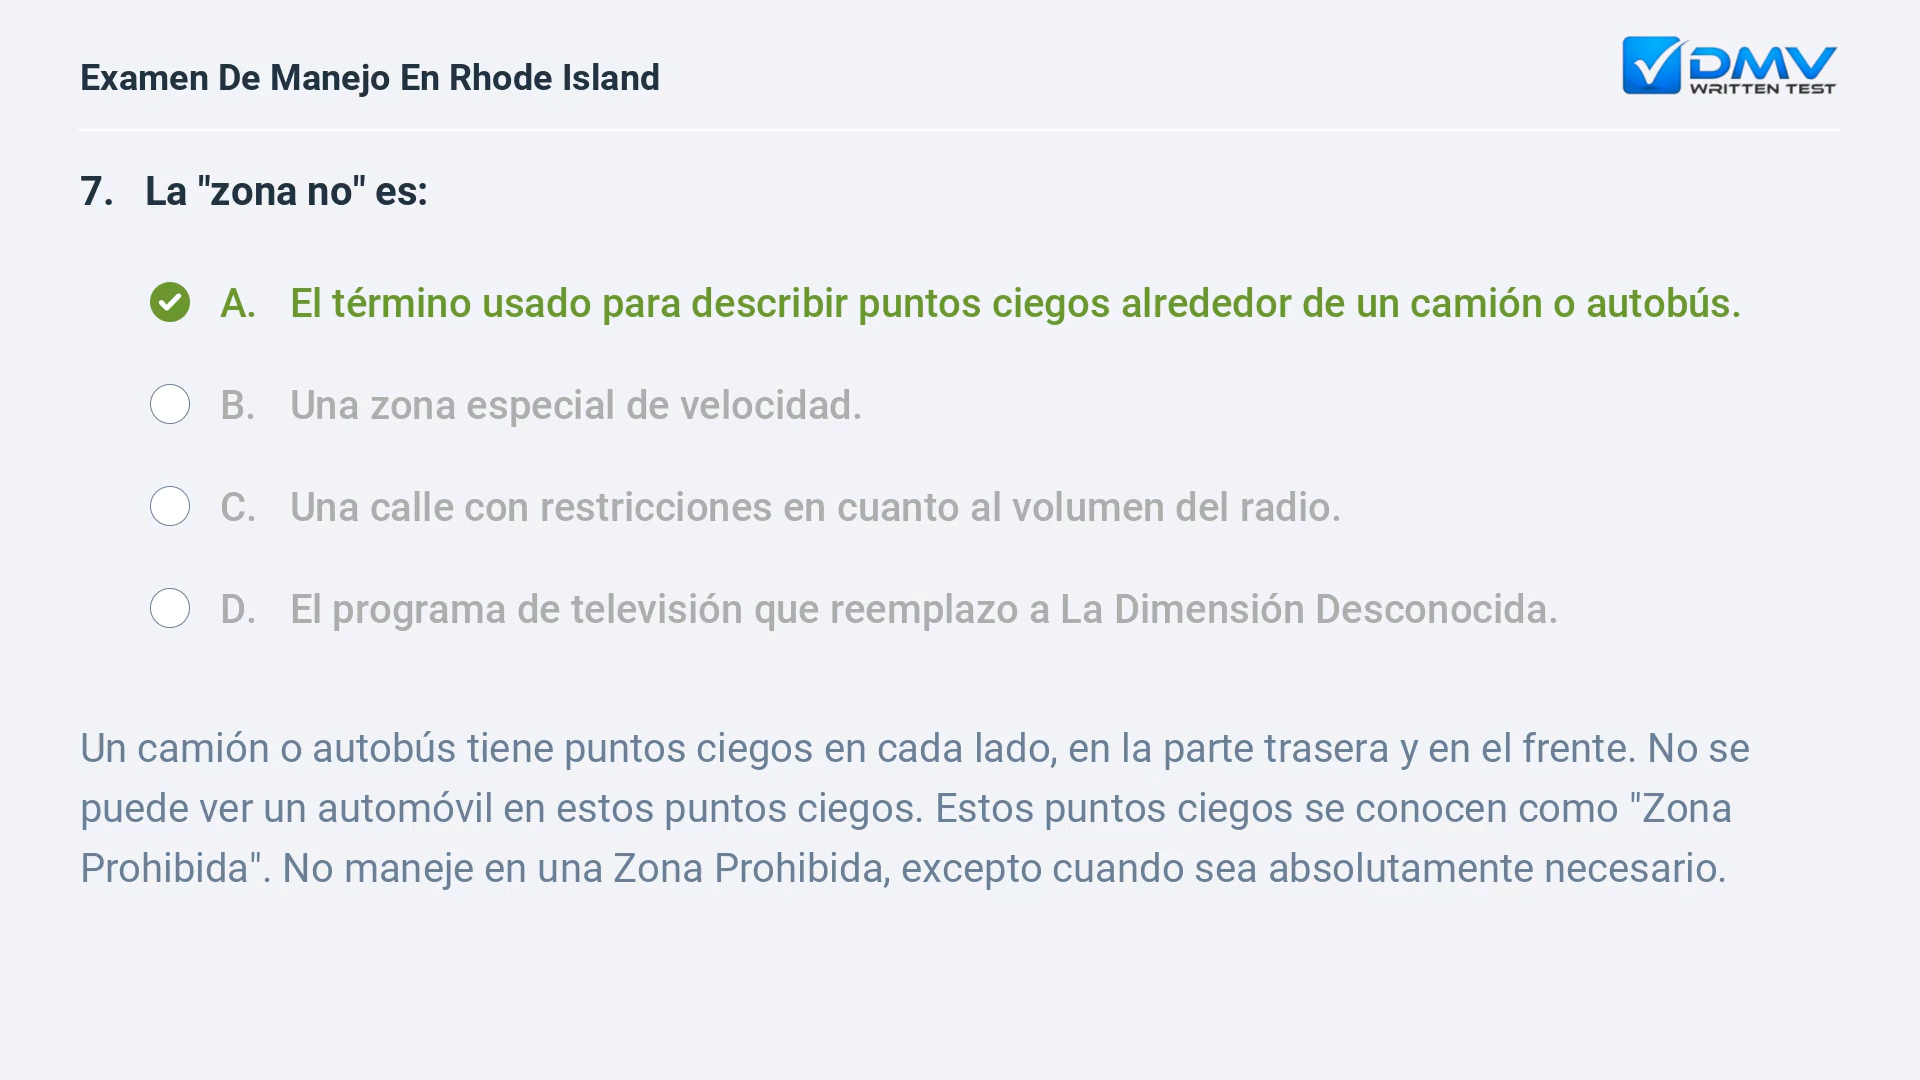 Examen De Manejo En Rhode Island
DMV
WRITTEN TEST
7. La "zona no" es:
A. El término usado para describir puntos ciegos alrededor de un camión o autobús.
B. Una zona especial de velocidad.
C. Una calle con restricciones en cuanto al volumen del radio.
D. El programa de televisión que reemplazo a La Dimensión Desconocida.
Un camión o autobús tiene puntos ciegos en cada lado, en la parte trasera y en el frente. No se
puede ver un automóvil en estos puntos ciegos. Estos puntos ciegos se conocen como "Zona
Prohibida". No maneje en una Zona Prohibida, excepto cuando sea absolutamente necesario.